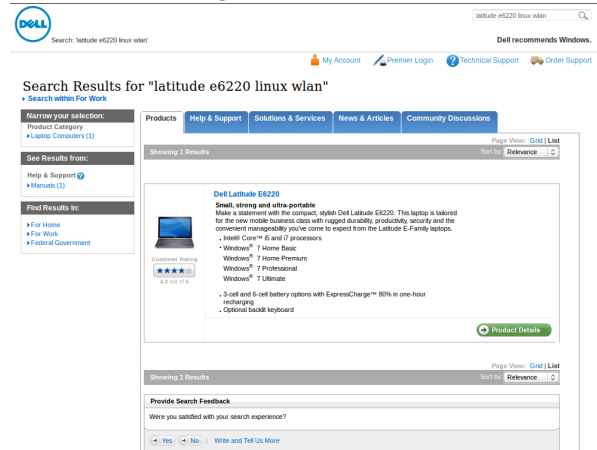 DELL
latitude e6220 linux wlan
Search: 'latitude e6220 linux wlan'
Dell recommends Windows.
My Account
Premier Login
Technical Support
Order Support
Search Results for "latitude e6220 linux wlan"
Search within For Work
Narrow your selection:
Product Category
Laptop Computers (1)
See Results from:
Help & Support
Manuals (1)
Find Results In:
For Home
For Work
Federal Government
Products
Help & Support
Solutions & Services
News & Articles
Community Discussions
Page View: Grid | List
Showing 1 Results
Sort by Relevance
Dell Latitude E6220
Small, strong and ultra-portable
Make a statement with the compact, stylish Dell Latitude E6220. This laptop is tailored
for the new mobile business class with rugged durability, productivity, security and the
convenient manageability you've come to expect from the Latitude E-Family laptops.
Intel® Core™ i5 and i7 processors
Windows® 7 Home Basic
Windows® 7 Home Premium
Windows® 7 Professional
Windows® 7 Ultimate
3-cell and 6-cell battery options with ExpressCharge™ 80% in one-hour
recharging
Optional backlit keyboard
Customer Rating
4.2 out of 5
Product Details
Page View: Grid | List
Showing 1 Results
Sort by Relevance
Provide Search Feedback
Were you satisfied with your search experience?
Yes
No
| Write and Tell Us More